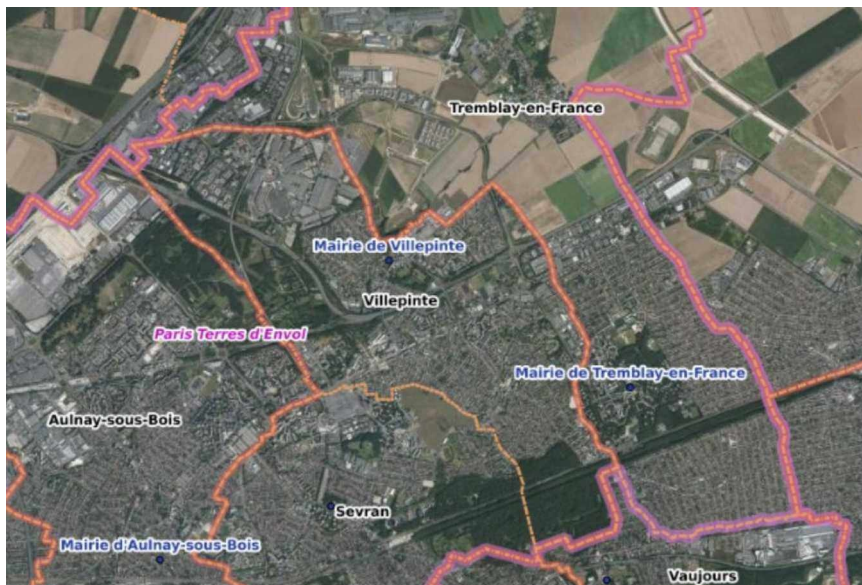 Tremblay-en-France
Mairie de Villepinte
Villepinte
Paris Terres d'Envol
Mairie de Tremblay-en-France
Aulnay-sous-Bois
Sevran
Mairie d'Aulnay-sous-Bois
Vaujours